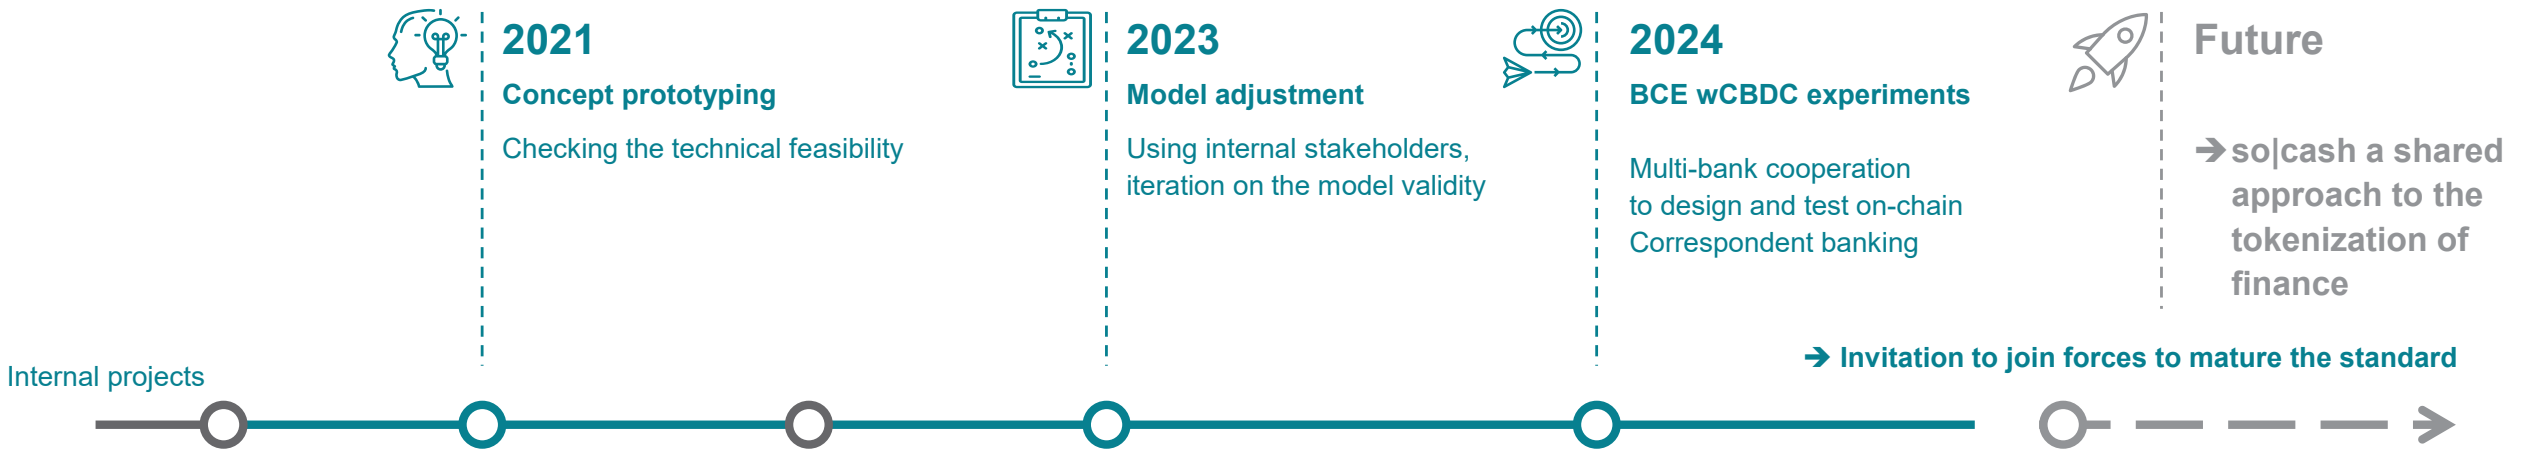 2021
Concept prototyping
Checking the technical feasibility
2023
Model adjustment
Using internal stakeholders,
iteration on the model validity
2024
BCE wCBDC experiments
Multi-bank cooperation
to design and test on-chain
Correspondent banking
Future
➔ so|cash a shared
approach to the
tokenization of
finance
➔ Invitation to join forces to mature the standard
Internal projects